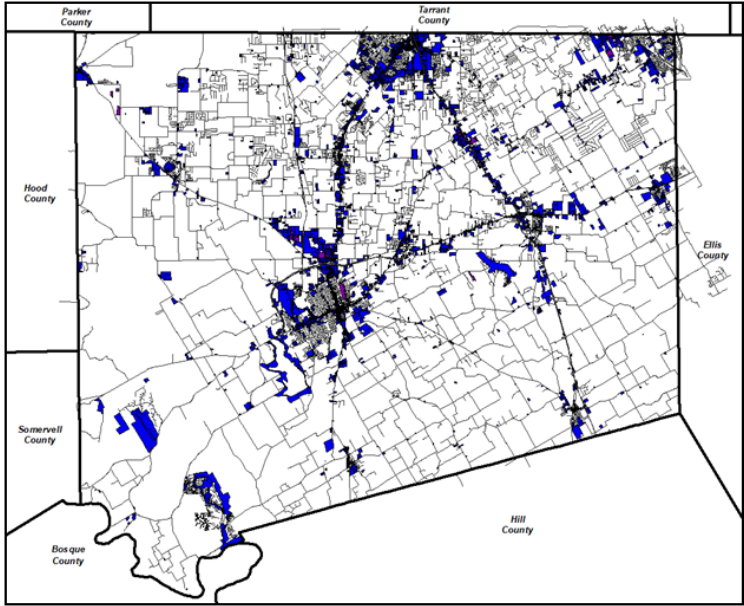 Parker
County
Tarrant
County
Hood
County
Ellis
County
Somervell
County
Hill
County
Bosque
County